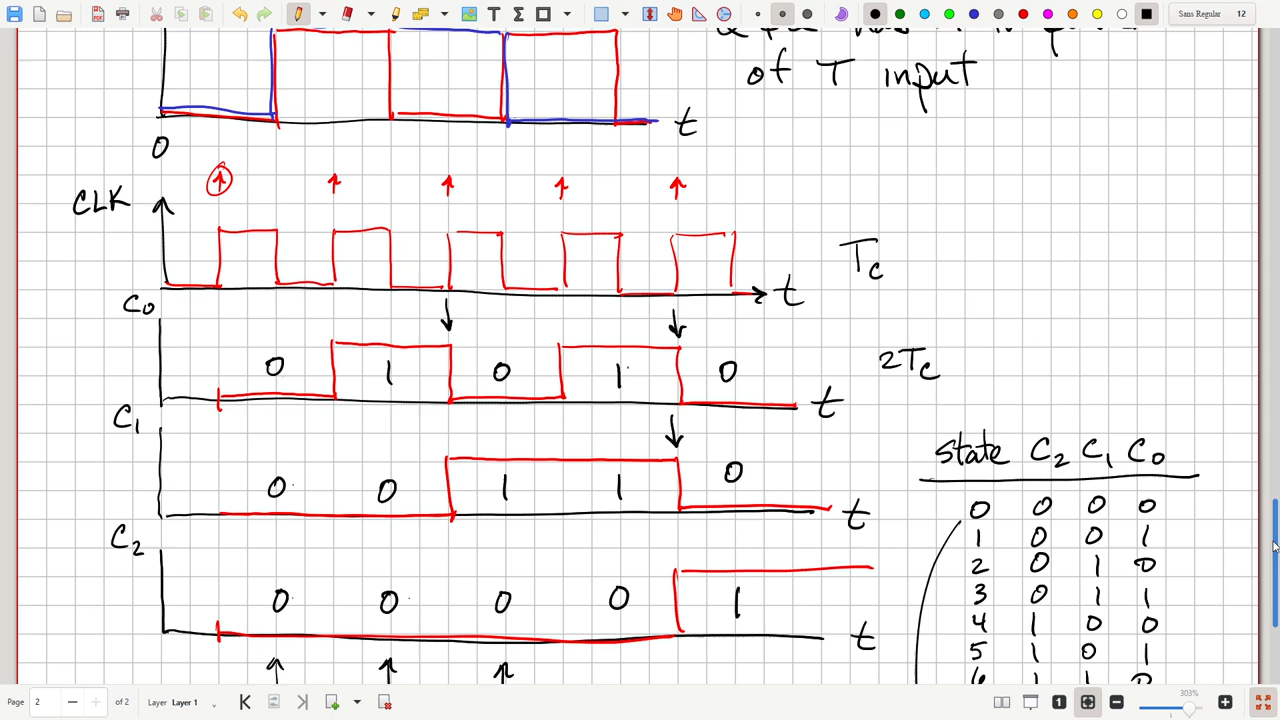 Sans Regular 12
of T input
t
0
CLK
Tc
t
C0
0 1 0 1 0
2Tc
t
C1
0 0 1 1 0
t
C2
0 0 0 0 1
t
state C2 C1 C0
0 0 0 0
1 0 0 1
2 0 1 0
3 0 1 1
4 1 0 0
5 1 0 1
Page 2 of 2 Layer Layer 1 303%